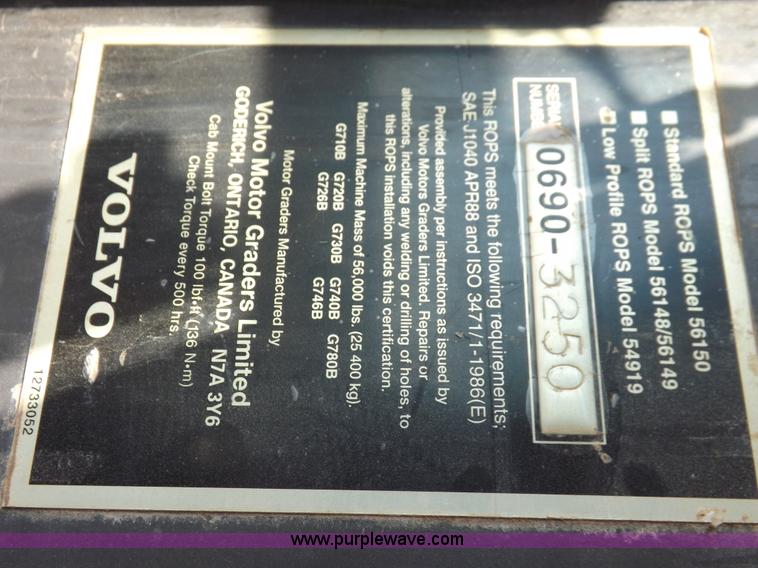 Standard ROPS Model 56150
Split ROPS Model 56148/56149
Low Profile ROPS Model 54919
SERIAL 0690-3250
This ROPS meets the following requirements;
SAE J1040 APR88 and ISO 3471/1-1986(E)
Provided assembly per instructions as issued by
Volvo Motors Graders Limited. Repairs or
alterations, including any welding or drilling of holes, to
this ROPS installation voids this certification.
Maximum Machine Mass of 56,000 lbs. (25 400 kg).
G710B G720B G730B G740B G780B
G726B G746B
Motor Graders Manufactured by
Volvo Motor Graders Limited
GODERICH, ONTARIO, CANADA N7A 3Y6
Cab Mount Bolt Torque 100 lbf•ft (136 N•m)
Check Torque every 500 hrs.
VOLVO
12733052
www.purplewave.com